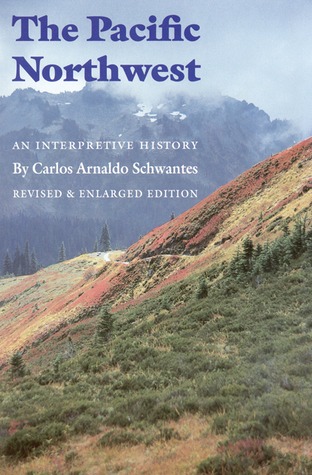 The Pacific
Northwest
AN INTERPRETIVE HISTORY
By Carlos Arnaldo Schwantes
REVISED & ENLARGED EDITION